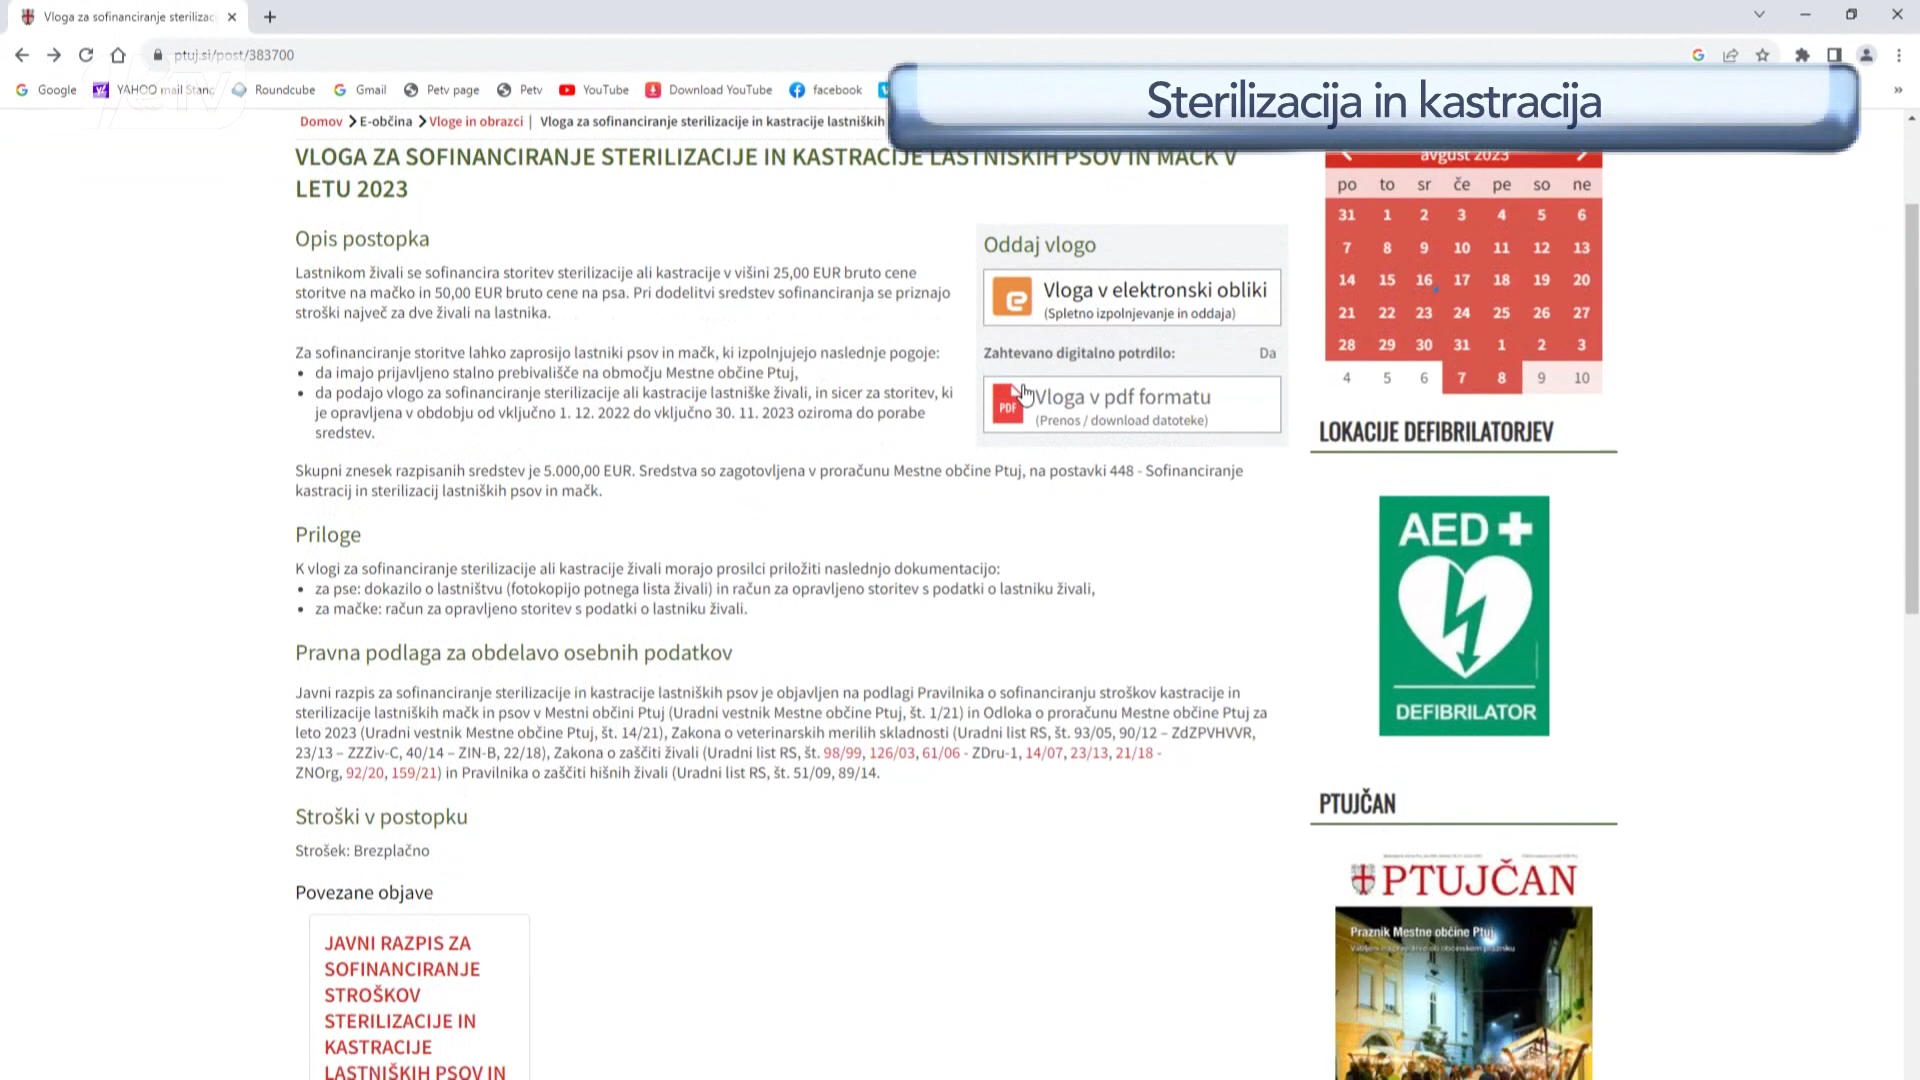 Vloga za sofinanciranje sterilizac
ptuj.si/post/383700
Google
YAHOO mail Stanc
Roundcube
Gmail
Petv page
Petv
YouTube
Download YouTube
facebook
Sterilizacija in kastracija
Domov
E-občina
Vloge in obrazci | Vloga za sofinanciranje sterilizacije in kastracije lastniških
VLOGA ZA SOFINANCIRANJE STERILIZACIJE IN KASTRACIJE LASTNIŠKIH PSOV IN MAČK V
LETU 2023
Opis postopka
Lastnikom živali se sofinancira storitev sterilizacije ali kastracije v višini 25,00 EUR bruto cene
storitve na mačko in 50,00 EUR bruto cene na psa. Pri dodelitvi sredstev sofinanciranja se priznajo
stroški največ za dve živali na lastnika.
Za sofinanciranje storitve lahko zaprosijo lastniki psov in mačk, ki izpolnjujejo naslednje pogoje:
• da imajo prijavljeno stalno prebivališče na območju Mestne občine Ptuj,
• da podajo vlogo za sofinanciranje sterilizacije ali kastracije lastniške živali, in sicer za storitev, ki
je opravljena v obdobju od vključno 1. 12. 2022 do vključno 30. 11. 2023 oziroma do porabe
sredstev.
Oddaj vlogo
Vloga v elektronski obliki
(Spletno izpolnjevanje in oddaja)
Zahtevano digitalno potrdilo: Da
PDF
Vloga v pdf formatu
(Prenos / download datoteke)
Skupni znesek razpisanih sredstev je 5.000,00 EUR. Sredstva so zagotovljena v proračunu Mestne občine Ptuj, na postavki 448 - Sofinanciranje
kastracij in sterilizacij lastniških psov in mačk.
Priloge
K vlogi za sofinanciranje sterilizacije ali kastracije živali morajo prosilci priložiti naslednjo dokumentacijo:
• za pse: dokazilo o lastništvu (fotokopijo potnega lista živali) in račun za opravljeno storitev s podatki o lastniku živali,
• za mačke: račun za opravljeno storitev s podatki o lastniku živali.
Pravna podlaga za obdelavo osebnih podatkov
Javni razpis za sofinanciranje sterilizacije in kastracije lastniških psov je objavljen na podlagi Pravilnika o sofinanciranju stroškov kastracije in
sterilizacije lastniških mačk in psov v Mestni občini Ptuj (Uradni vestnik Mestne občine Ptuj, št. 1/21) in Odloka o proračunu Mestne občine Ptuj za
leto 2023 (Uradni vestnik Mestne občine Ptuj, št. 14/21), Zakona o veterinarskih merilih skladnosti (Uradni list RS, št. 93/05, 90/12 – ZdZPVHVVR,
23/13 – ZZZiv-C, 40/14 – ZIN-B, 22/18), Zakona o zaščiti živali (Uradni list RS, št. 98/99, 126/03, 61/06 - ZDru-1, 14/07, 23/13, 21/18 -
ZNOrg, 92/20, 159/21) in Pravilnika o zaščiti hišnih živali (Uradni list RS, št. 51/09, 89/14.
Stroški v postopku
Strošek: Brezplačno
Povezane objave
JAVNI RAZPIS ZA
SOFINANCIRANJE
STROŠKOV
STERILIZACIJE IN
KASTRACIJE
LASTNIŠKIH PSOV IN
avgust 2023
po to sr če pe so ne
31 1 2 3 4 5 6
7 8 9 10 11 12 13
14 15 16 17 18 19 20
21 22 23 24 25 26 27
28 29 30 31 1 2 3
4 5 6 7 8 9 10
LOKACIJE DEFIBRILATORJEV
AED
DEFIBRILATOR
PTUJČAN
PTUJČAN
Praznik Mestne občine Ptuj